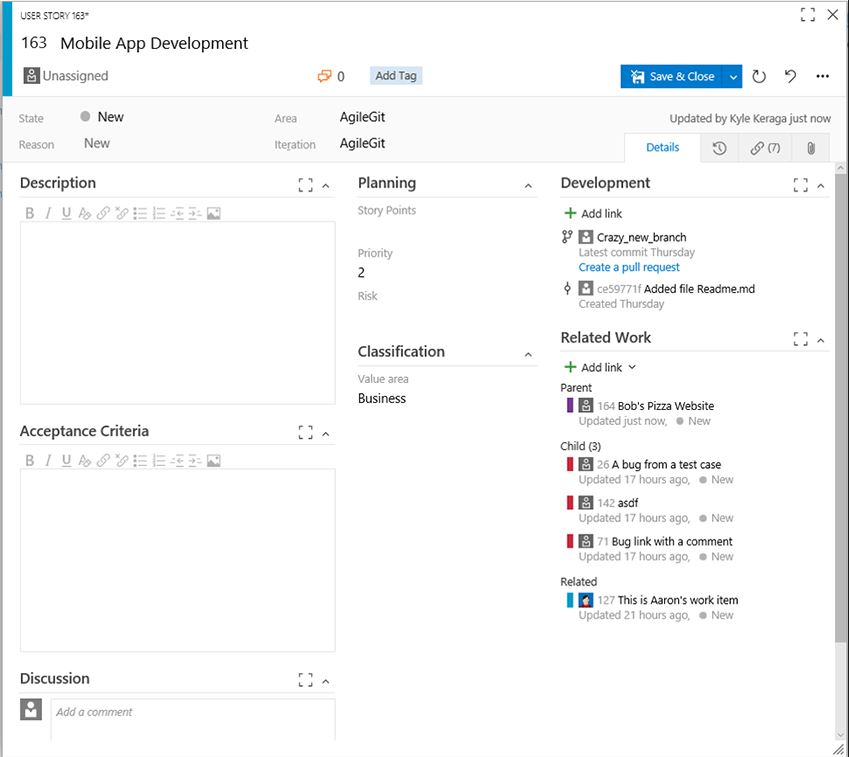 USER STORY 163*
163 Mobile App Development
Unassigned
0
Add Tag
Save & Close
State New
Area AgileGit
Updated by Kyle Keraga just now
Reason New
Iteration AgileGit
Details
(7)
Description
B I U
Acceptance Criteria
B I U
Discussion
Add a comment
Planning
Story Points
Priority
2
Risk
Classification
Value area
Business
Development
Add link
Crazy_new_branch
Latest commit Thursday
Create a pull request
ce59771f Added file Readme.md
Created Thursday
Related Work
Add link
Parent
164 Bob's Pizza Website
Updated just now, New
Child (3)
26 A bug from a test case
Updated 17 hours ago, New
142 asdf
Updated 17 hours ago, New
71 Bug link with a comment
Updated 17 hours ago, New
Related
127 This is Aaron's work item
Updated 21 hours ago, New